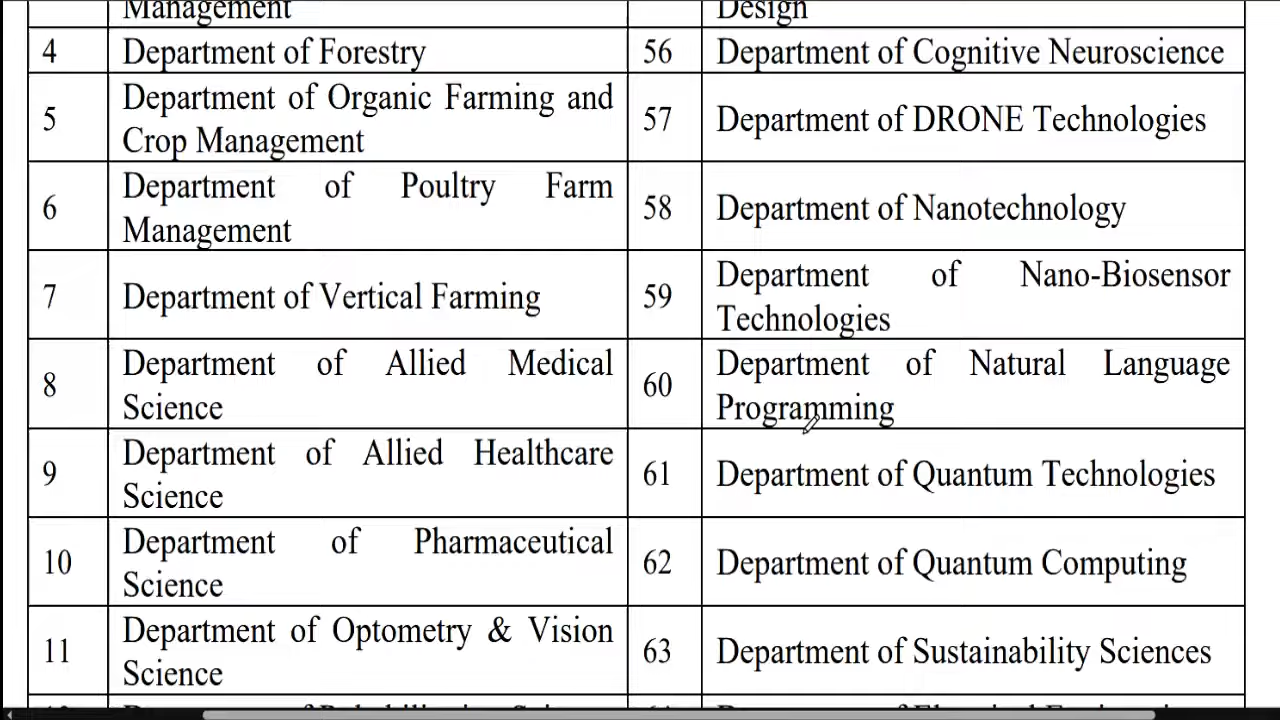 Management Design
4 Department of Forestry 56 Department of Cognitive Neuroscience
5 Department of Organic Farming and
Crop Management
57 Department of DRONE Technologies
6 Department of Poultry Farm
Management
58 Department of Nanotechnology
7 Department of Vertical Farming 59 Department of Nano-Biosensor
Technologies
8 Department of Allied Medical
Science
60 Department of Natural Language
Programming
9 Department of Allied Healthcare
Science
61 Department of Quantum Technologies
10 Department of Pharmaceutical
Science
62 Department of Quantum Computing
11 Department of Optometry & Vision
Science
63 Department of Sustainability Sciences